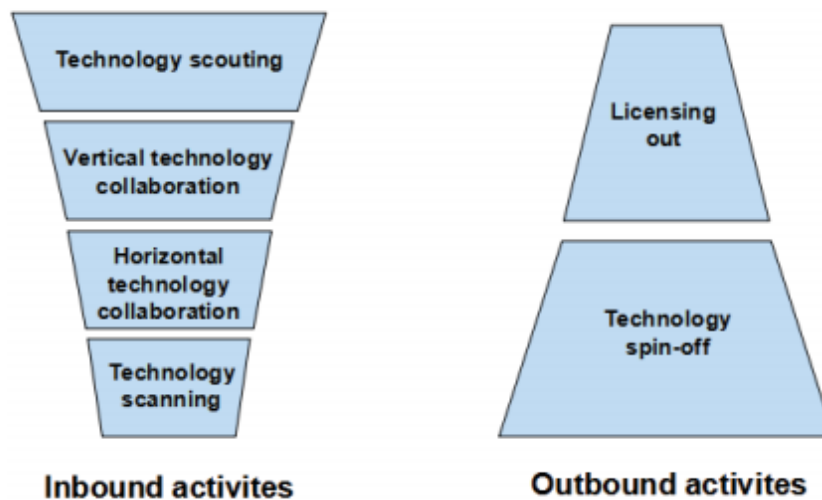 Technology scouting
Vertical technology
collaboration
Horizontal
technology
collaboration
Technology
scanning
Inbound activites
Licensing
out
Technology
spin-off
Outbound activites